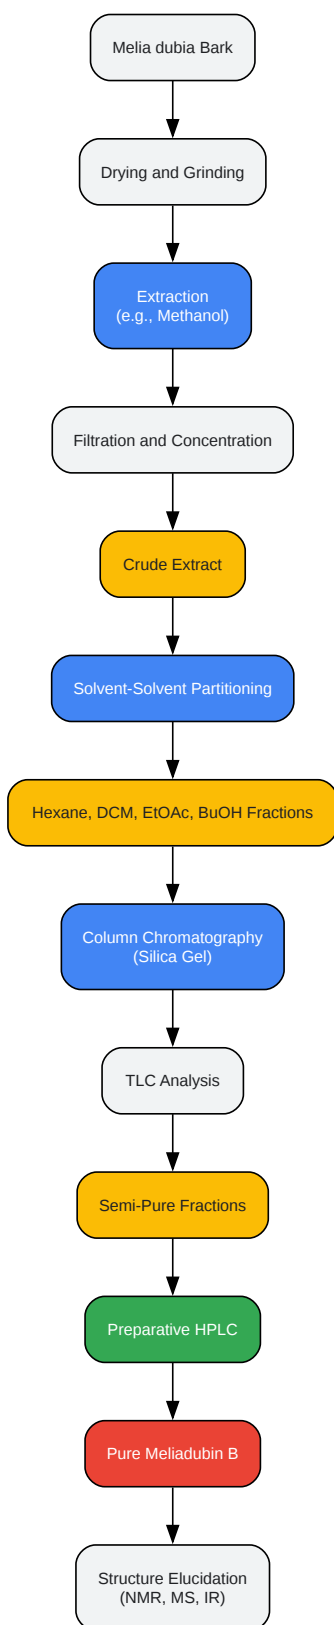 Melia dubia Bark
Drying and Grinding
Extraction
(e.g., Methanol)
Filtration and Concentration
Crude Extract
Solvent-Solvent Partitioning
Hexane, DCM, EtOAc, BuOH Fractions
Column Chromatography
(Silica Gel)
TLC Analysis
Semi-Pure Fractions
Preparative HPLC
Pure Meliadubin B
Structure Elucidation
(NMR, MS, IR)